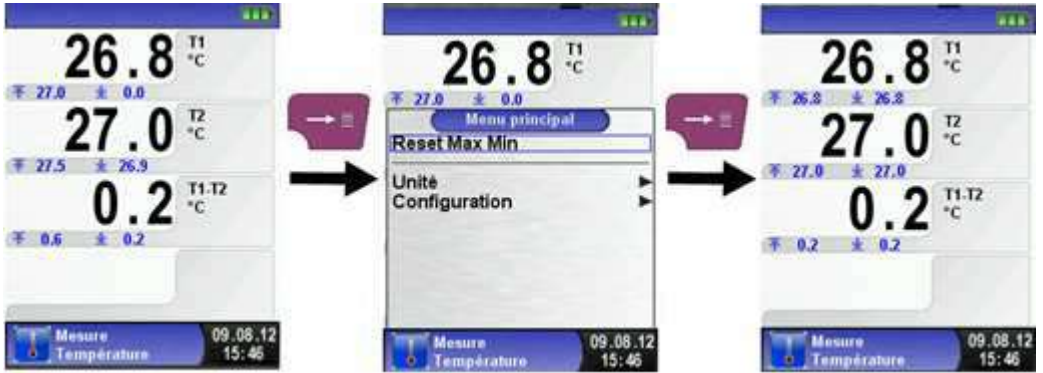 26.8 T1
°C
27.0 0.0
27.0 T2
°C
27.5 26.9
0.2 T1-T2
°C
0.6 0.2
Mesure
Température
09.08.12
15:46
26.8 T1
°C
27.0 0.0
Menu principal
Reset Max Min
Unité
Configuration
Mesure
Température
09.08.12
15:46
26.8 T1
°C
26.8 26.8
27.0 T2
°C
27.0 27.0
0.2 T1-T2
°C
0.2 0.2
Mesure
Température
09.08.12
15:46